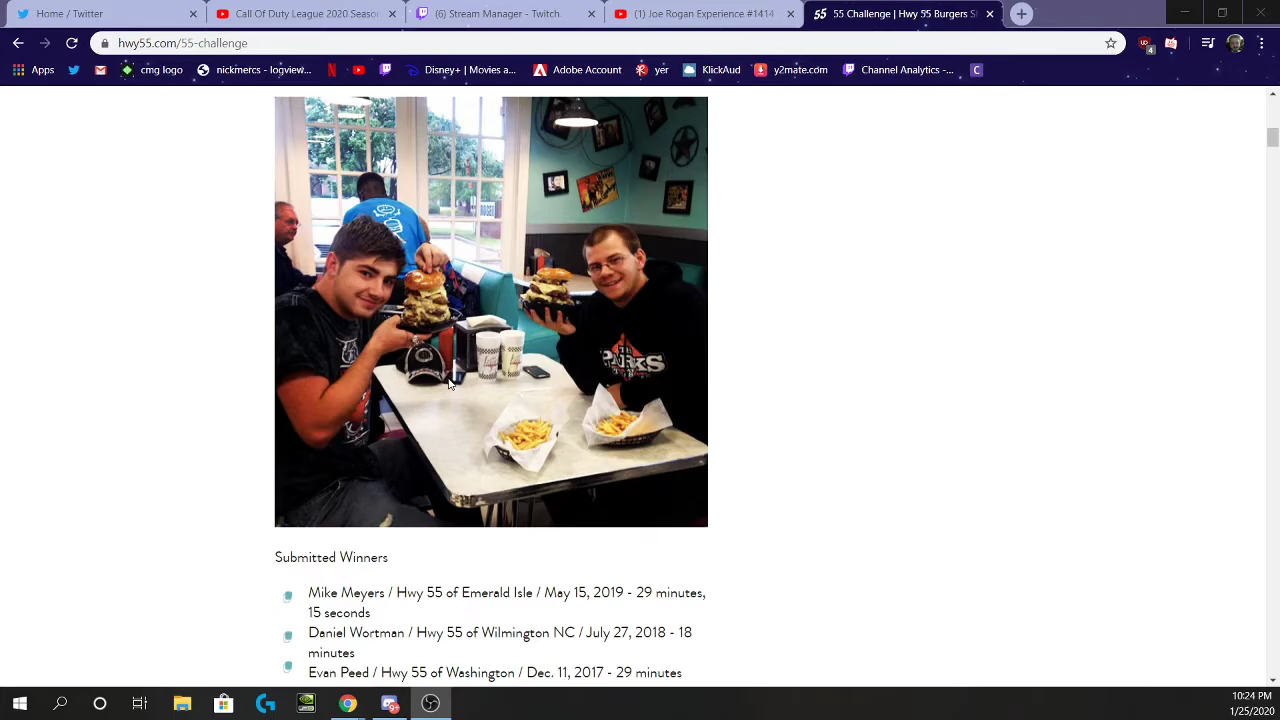 Home / Twitter
Call Of Duty League 2020 Season
(6) Stream Manager - Twitch
(1) Joe Rogan Experience #1414
55 Challenge | Hwy 55 Burgers S
hwy55.com/55-challenge
4
Apps
cmg logo
nickmercs - logview...
Disney+ | Movies a...
Adobe Account
yer
KlickAud
y2mate.com
Channel Analytics -...
C
PARKS
Submitted Winners
Mike Meyers / Hwy 55 of Emerald Isle / May 15, 2019 - 29 minutes,
15 seconds
Daniel Wortman / Hwy 55 of Wilmington NC / July 27, 2018 - 18
minutes
Evan Peed / Hwy 55 of Washington / Dec. 11, 2017 - 29 minutes
10:24 PM
1/25/2020